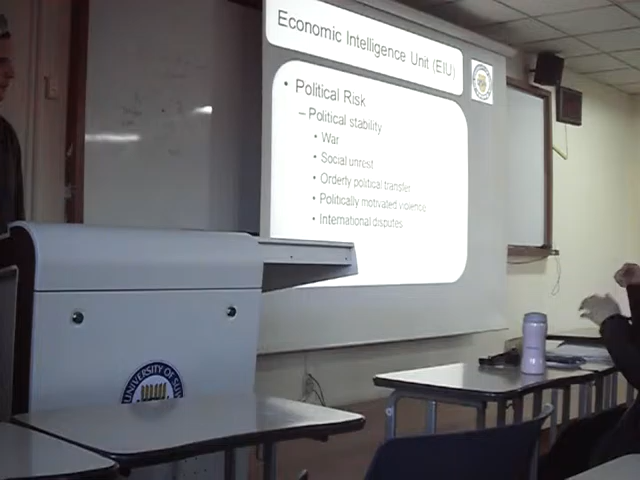 Economic Intelligence Unit (EIU)
• Political Risk
– Political stability
• War
• Social unrest
• Orderly political transfer
• Politically motivated violence
• International disputes
UNIVERSITY OF SUW